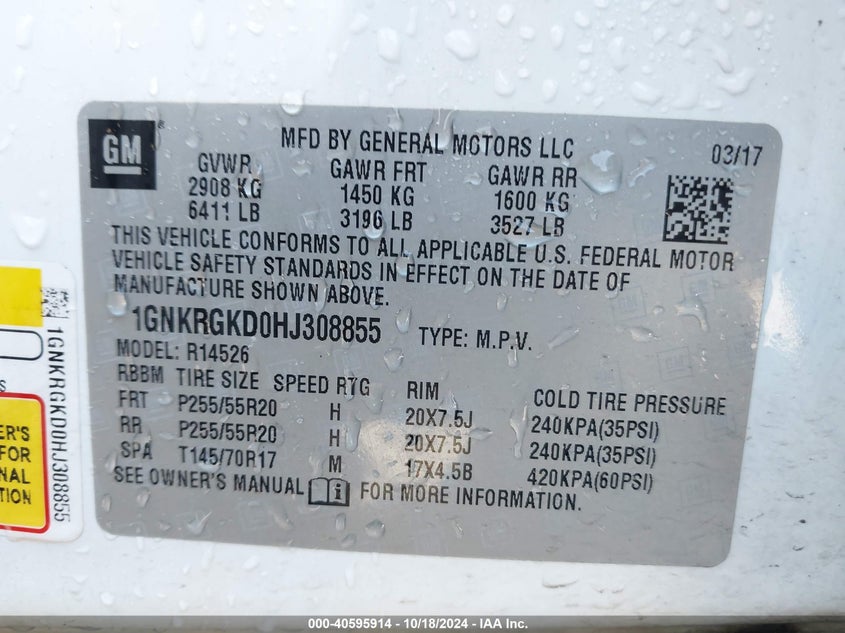 GM
MFD BY GENERAL MOTORS LLC
03/17
GVWR GAWR FRT GAWR RR
2908 KG 1450 KG 1600 KG
6411 LB 3196 LB 3527 LB
THIS VEHICLE CONFORMS TO ALL APPLICABLE U.S. FEDERAL MOTOR
VEHICLE SAFETY STANDARDS IN EFFECT ON THE DATE OF
MANUFACTURE SHOWN ABOVE.
1GNKRGKD0HJ308855 TYPE: M.P.V.
MODEL: R14526
RBBM TIRE SIZE SPEED RTG RIM COLD TIRE PRESSURE
FRT P255/55R20 H 20X7.5J 240KPA(35PSI)
RR P255/55R20 H 20X7.5J 240KPA(35PSI)
SPA T145/70R17 M 17X4.5B 420KPA(60PSI)
SEE OWNER'S MANUAL FOR MORE INFORMATION.
1GNKRGKD0HJ308855
ER'S
FOR
NAL
TION
000-40595914 - 10/18/2024 - IAA Inc.